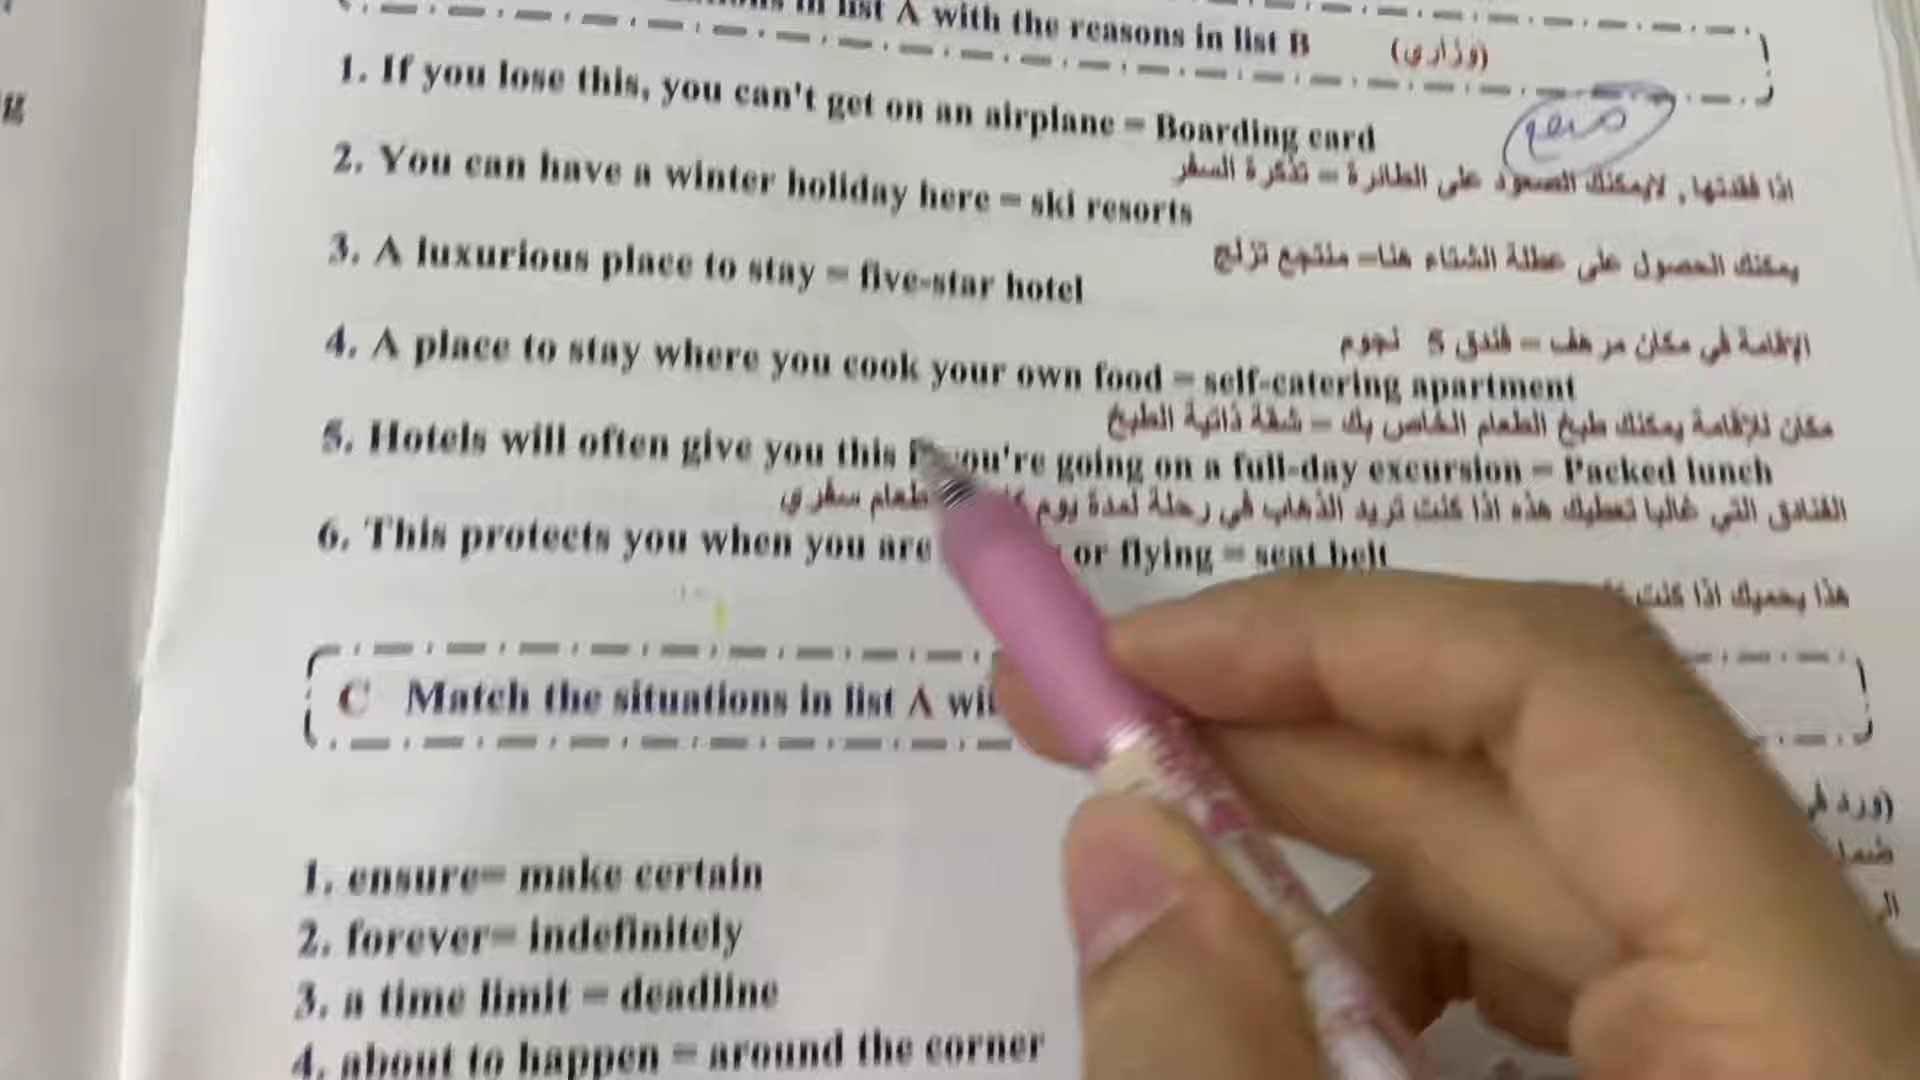 in list A with the reasons in list B (وزاري)
1. If you lose this, you can't get on an airplane = Boarding card
اذا فقدتها, لايمكنك الصعود على الطائرة = تذكرة السفر
2. You can have a winter holiday here = ski resorts
يمكنك الحصول على عطلة الشتاء هنا= منتجع تزلج
3. A luxurious place to stay = five-star hotel
الإقامة في مكان مرهف = فندق 5 نجوم
4. A place to stay where you cook your own food = self-catering apartment
مكان للإقامة يمكنك طبخ الطعام الخاص بك = شقة ذاتية الطبخ
5. Hotels will often give you this you're going on a full-day excursion = Packed lunch
الفنادق التي غالبا تعطيك هذه اذا كنت تريد الذهاب في رحلة لمدة يوم طعام سفري
6. This protects you when you are or flying = seat belt
هذا يحميك اذا كنت
C Match the situations in list A
(ورد في
1. ensure= make certain
2. forever= indefinitely
3. a time limit = deadline
4. about to happen = around the corner